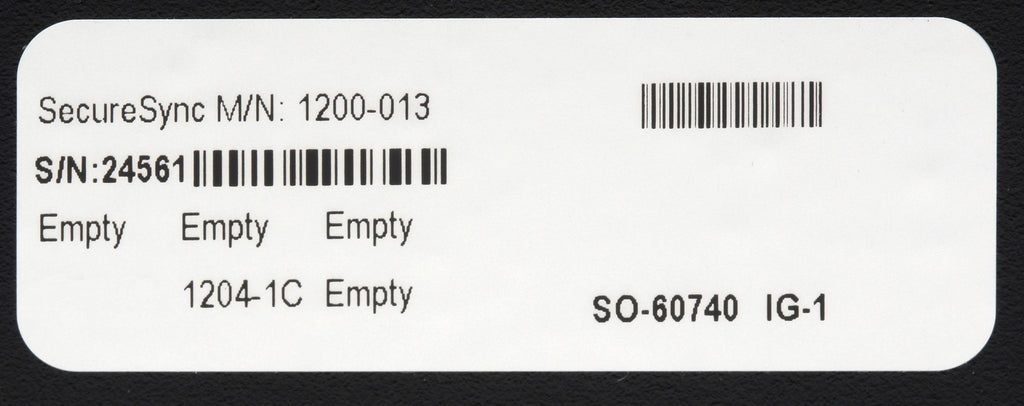 SecureSync M/N: 1200-013
S/N:24561
Empty Empty Empty
1204-1C Empty
SO-60740 IG-1